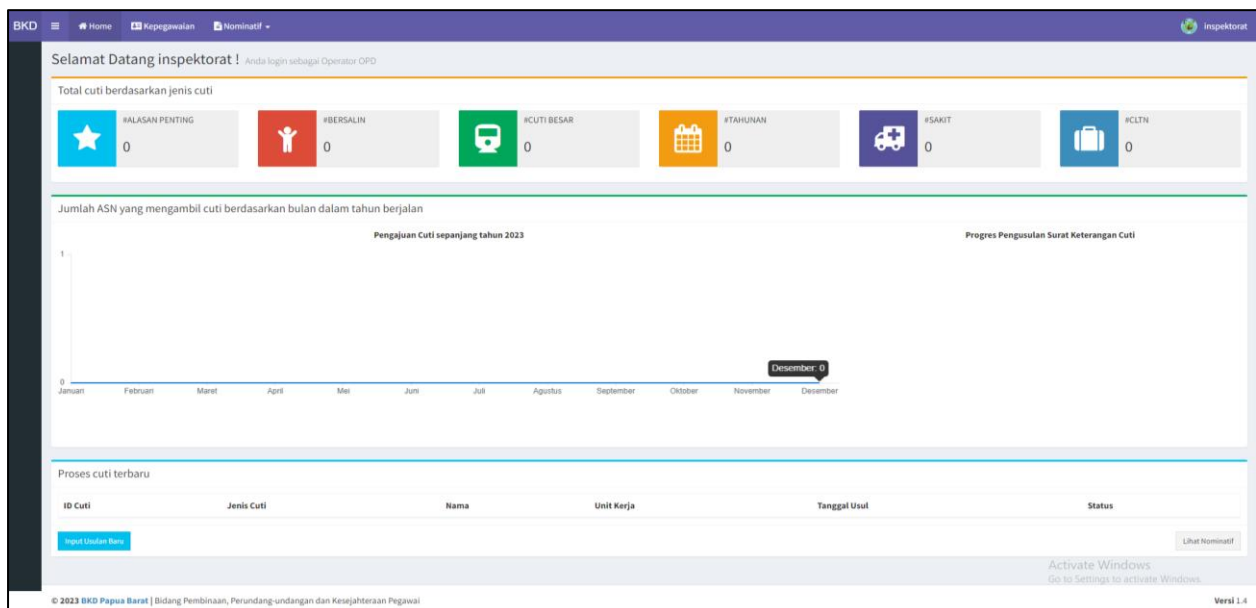 BKD Home Kepegawaian Nominatif inspektorat
Selamat Datang inspektorat ! Anda login sebagai Operator OPD
Total cuti berdasarkan jenis cuti
#ALASAN PENTING #BERSALIN #CUTI BESAR #TAHUNAN #SAKIT #CLTN
0 0 0 0 0 0
Jumlah ASN yang mengambil cuti berdasarkan bulan dalam tahun berjalan
Pengajuan Cuti sepanjang tahun 2023 Progres Pengusulan Surat Keterangan Cuti
1
Desember: 0
0
Januari Februari Maret April Mei Juni Juli Agustus September Oktober November Desember
Proses cuti terbaru
ID Cuti Jenis Cuti Nama Unit Kerja Tanggal Usul Status
Input Usulan Baru Lihat Nominatif
Activate Windows
Go to Settings to activate Windows.
© 2023 BKD Papua Barat | Bidang Pembinaan, Perundang-undangan dan Kesejahteraan Pegawai Versi 1.4